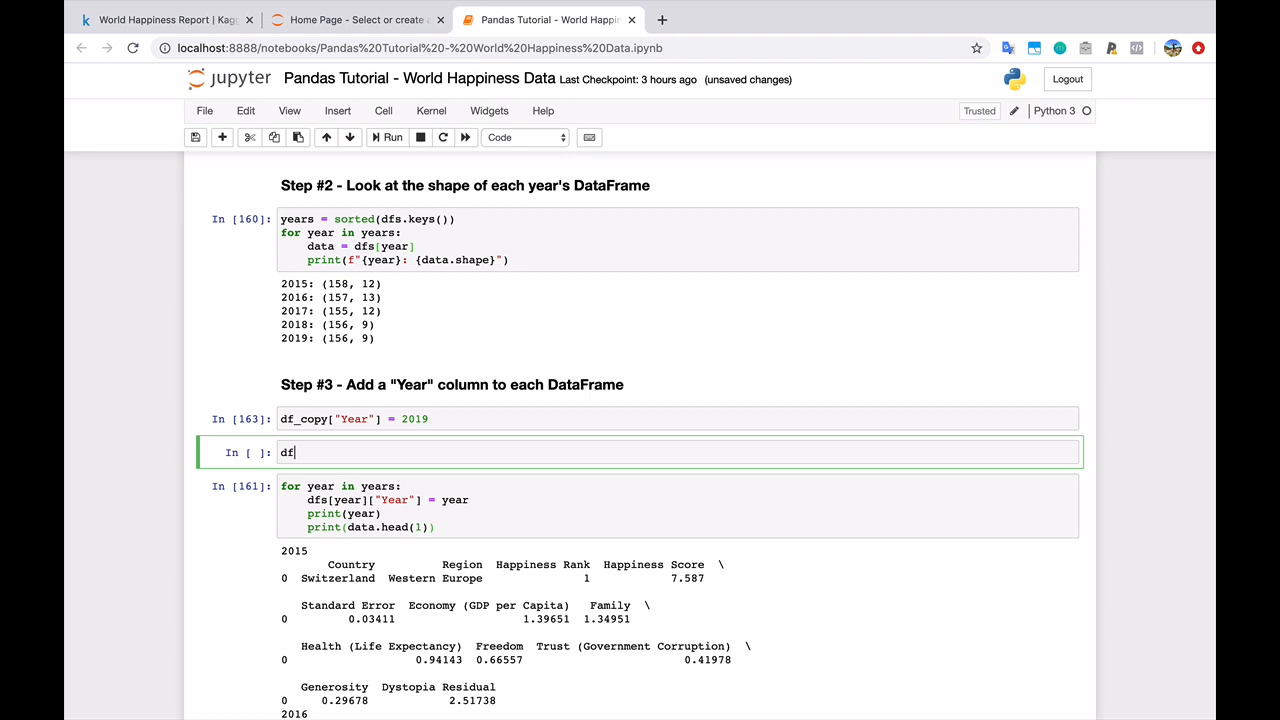 World Happiness Report | Kagg
Home Page - Select or create a
Pandas Tutorial - World Happin
localhost:8888/notebooks/Pandas%20Tutorial%20-%20World%20Happiness%20Data.ipynb
jupyter Pandas Tutorial - World Happiness Data Last Checkpoint: 3 hours ago (unsaved changes)
Logout
File Edit View Insert Cell Kernel Widgets Help
Trusted Python 3
Run Code
Step #2 - Look at the shape of each year's DataFrame
In [160]: years = sorted(dfs.keys())
for year in years:
    data = dfs[year]
    print(f"{year}: {data.shape}")
2015: (158, 12)
2016: (157, 13)
2017: (155, 12)
2018: (156, 9)
2019: (156, 9)
Step #3 - Add a "Year" column to each DataFrame
In [163]: df_copy["Year"] = 2019
In [ ]: df
In [161]: for year in years:
    dfs[year]["Year"] = year
    print(year)
    print(data.head(1))
2015
Country Region Happiness Rank Happiness Score \
0 Switzerland Western Europe 1 7.587
Standard Error Economy (GDP per Capita) Family \
0 0.03411 1.39651 1.34951
Health (Life Expectancy) Freedom Trust (Government Corruption) \
0 0.94143 0.66557 0.41978
Generosity Dystopia Residual
0 0.29678 2.51738
2016